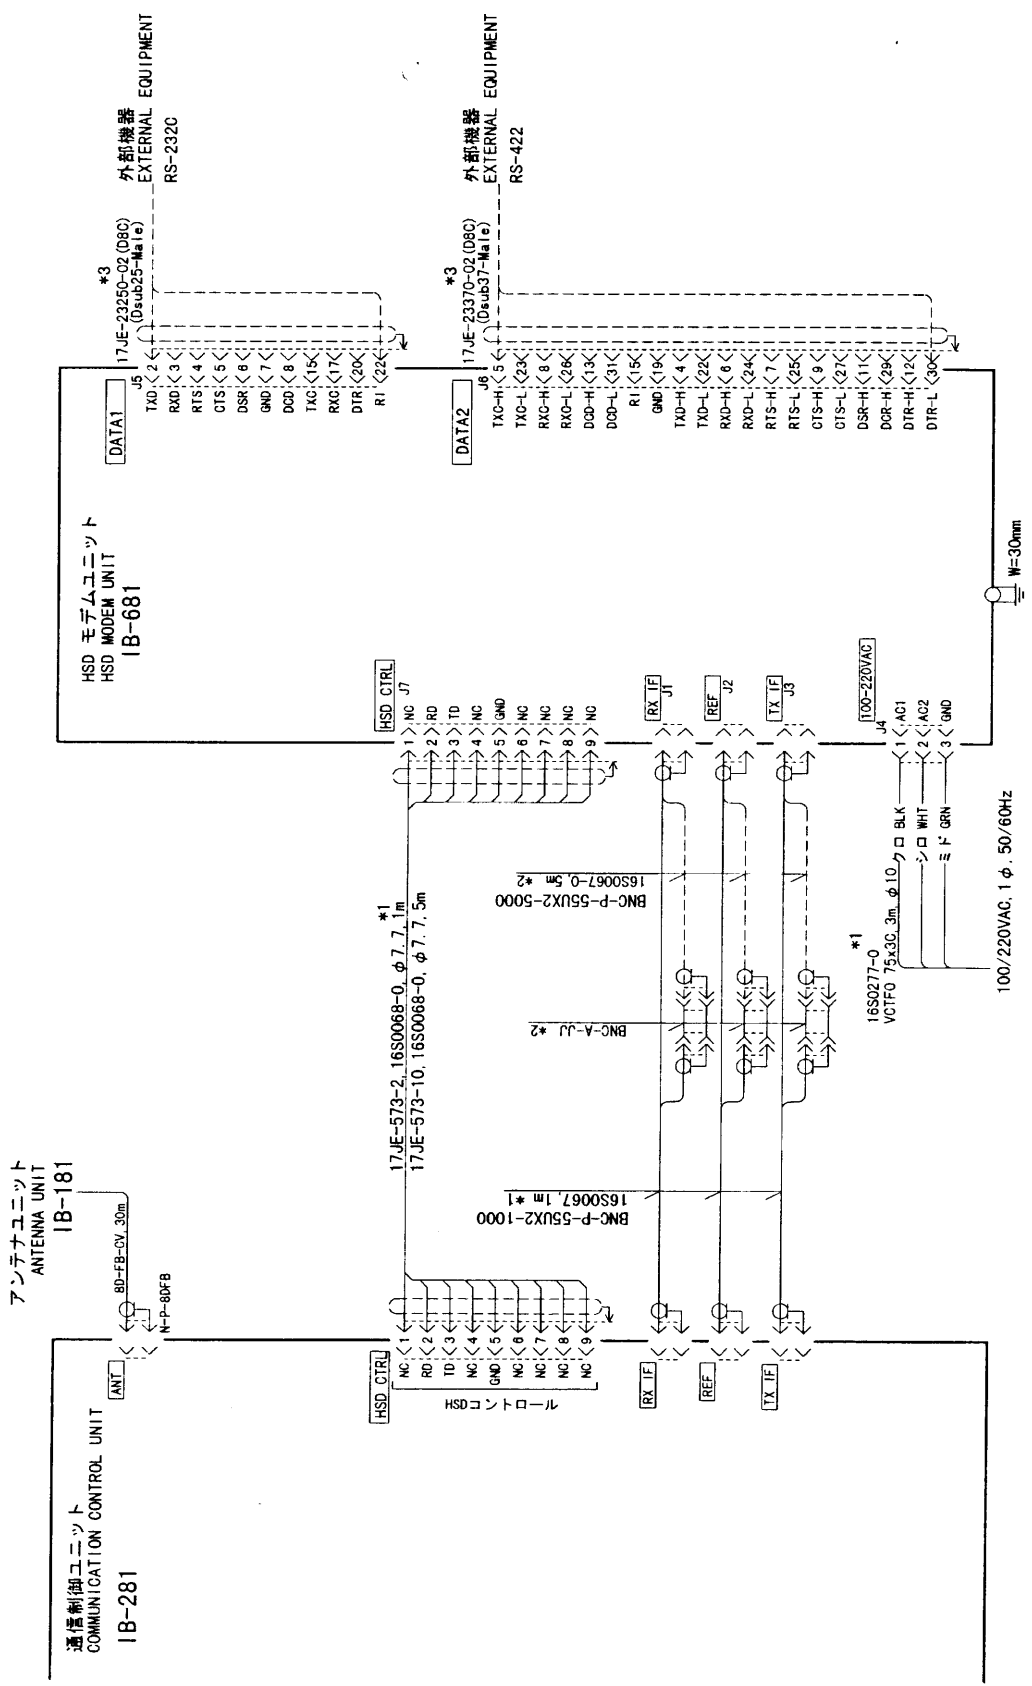 アンテナユニット
ANTENNA UNIT
IB-181
8D-FB-CV, 30m
N-P-8DFB
ANT
通信制御ユニット
COMMUNICATION CONTROL UNIT
IB-281
HSD CTRL
NC 1
RD 2
TD 3
NC 4
GND 5
NC 6
NC 7
NC 8
NC 9
HSDコントロール
RX IF
REF
TX IF
*1
17JE-573-2, 16S0068-0, φ7.7, 1m
17JE-573-10, 16S0068-0, φ7.7, 5m
BNC-P-55UX2-1000
16S0067, 1m *1
BNC-A-JJ *2
BNC-P-55UX2-5000
16S0067-0, 5m *2
HSD モデムユニット
HSD MODEM UNIT
IB-681
HSD CTRL
J7
1 NC
2 RD
3 TD
4 NC
5 GND
6 NC
7 NC
8 NC
9 NC
RX IF
J1
REF
J2
TX IF
J3
100-220VAC
J4
1 AC1
2 AC2
3 GND
クロ BLK
シロ WHT
ミド GRN
*1
16S0277-0
VCTFO 75x3C, 3m, φ10
100/220VAC, 1φ, 50/60Hz
W=30mm
DATA1
J5
*3
17JE-23250-02(D8C)
(Dsub25-Male)
TXD 2
RXD 3
RTS 4
CTS 5
DSR 6
GND 7
DCD 8
TXC 15
RXC 17
DTR 20
RI 22
外部機器
EXTERNAL EQUIPMENT
RS-232C
DATA2
J6
*3
17JE-23370-02(D8C)
(Dsub37-Male)
TXC-H 5
TXC-L 23
RXC-H 8
RXC-L 26
DCD-H 13
DCD-L 31
RI 15
GND 19
TXD-H 4
TXD-L 22
RXD-H 6
RXD-L 24
RTS-H 7
RTS-L 25
CTS-H 9
CTS-L 27
DSR-H 11
DCR-H 29
DTR-H 12
DTR-L 30
外部機器
EXTERNAL EQUIPMENT
RS-422